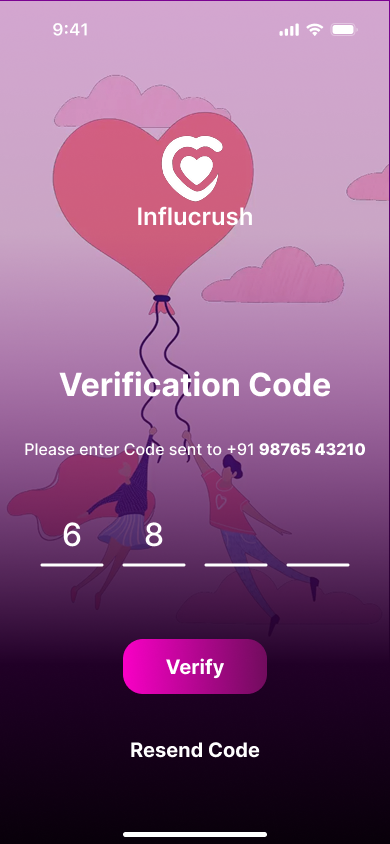 9:41
Influcrush
Verification Code
Please enter Code sent to +91 98765 43210
6 8
Verify
Resend Code